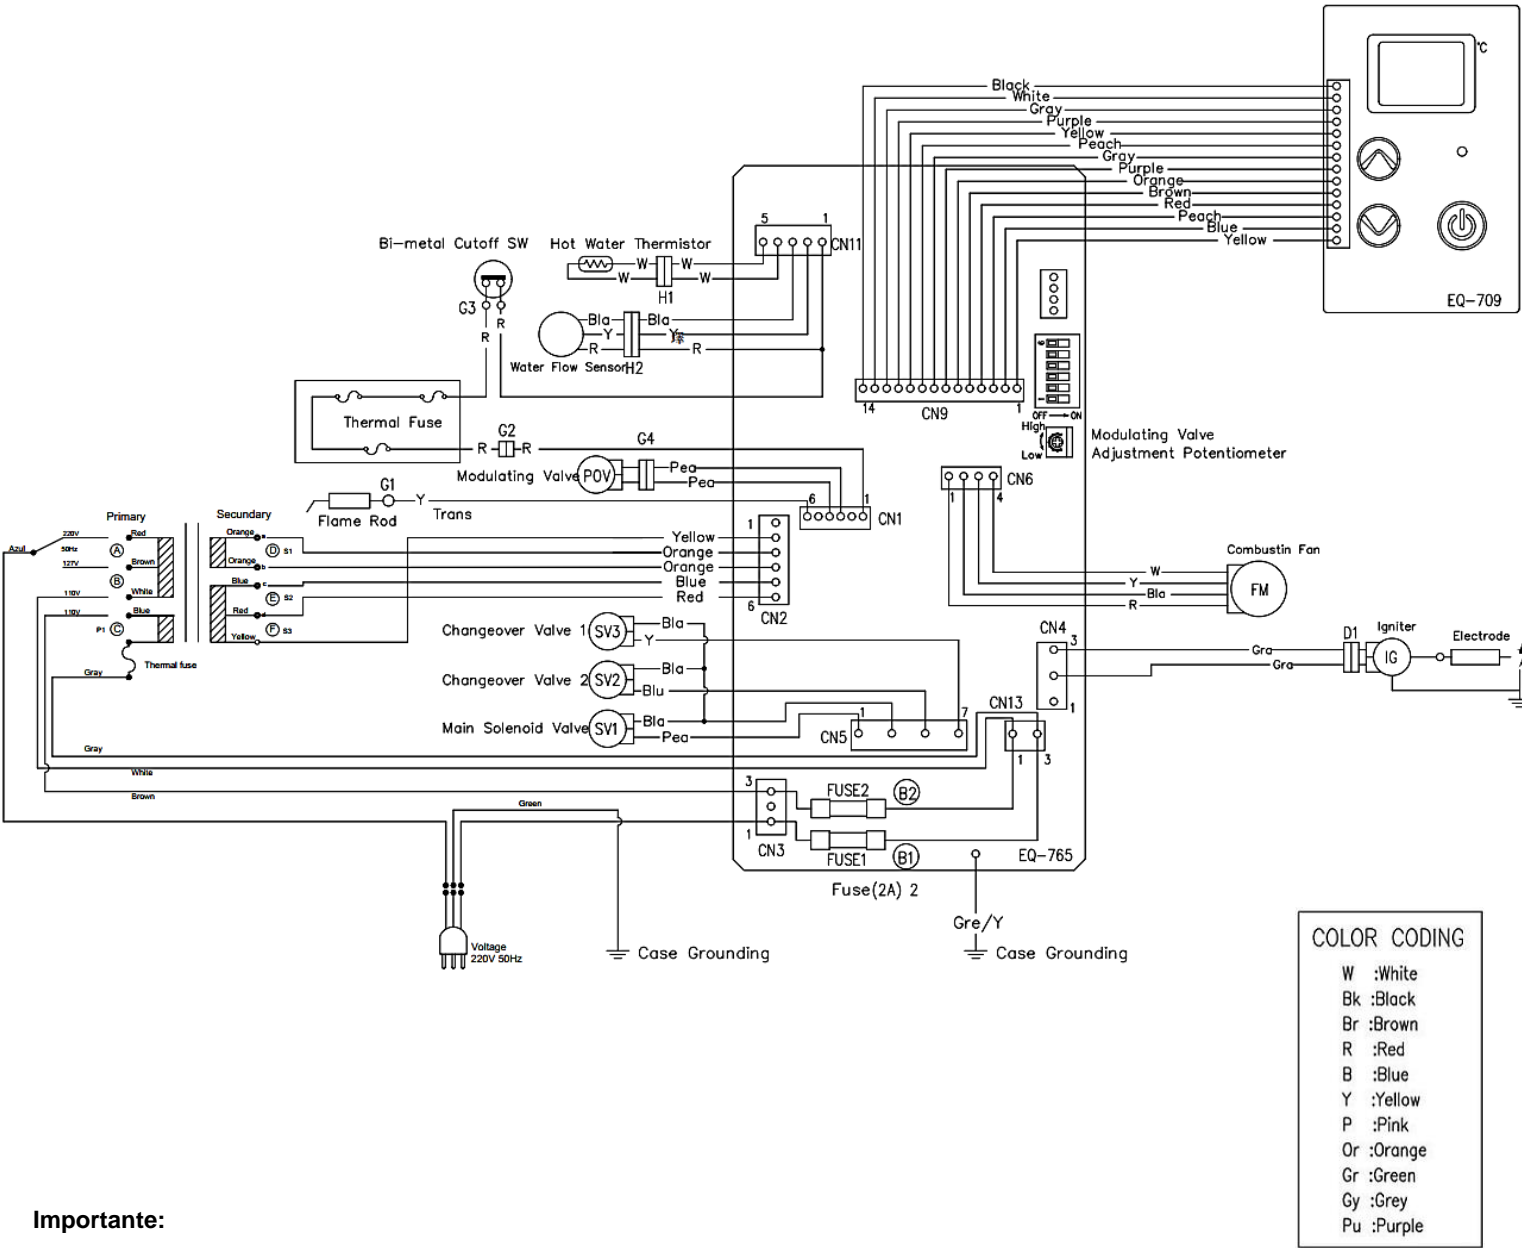 °C
EQ-709
Black
White
Gray
Purple
Yellow
Peach
Gray
Purple
Orange
Brown
Red
Peach
Blue
Yellow
5 1
CN11
Bi-metal Cutoff SW
Hot Water Thermistor
W W
W W
H1
G3
R
R
Bla Bla
Y
R R
Water Flow Sensor H2
Thermal Fuse
14 1
CN9
6
1
OFF → ON
High
Low
Modulating Valve
Adjustment Potentiometer
G2
R R
G4
Modulating Valve POV
Pea
Pea
G1
Y
Flame Rod
Trans
6 1
CN1
CN6
1 4
Primary
Secundary
Azul
220V
50Hz
127V
110V
110V
Red
Brown
White
Blue
A
B
P1 C
Thermal fuse
Gray
Orange a
Orange b
Blue c
Red d
Yellow
D S1
E S2
F S3
1
Yellow
Orange
Orange
Blue
Red
6
CN2
Combustin Fan
W
Y
Bla
R
FM
Changeover Valve 1 SV3
Bla
Y
Changeover Valve 2 SV2
Bla
Blu
Main Solenoid Valve SV1
Bla
Pea
CN5
1 7
CN4
3
1
Gra
Gra
D1
Igniter
IG
Electrode
CN13
1 3
Gray
White
Brown
Green
3
1
CN3
FUSE2 B2
FUSE1 B1
EQ-765
Fuse(2A) 2
Gre/Y
Voltage
220V 50Hz
Case Grounding
Case Grounding
COLOR CODING
W :White
Bk :Black
Br :Brown
R :Red
B :Blue
Y :Yellow
P :Pink
Or :Orange
Gr :Green
Gy :Grey
Pu :Purple
Importante: